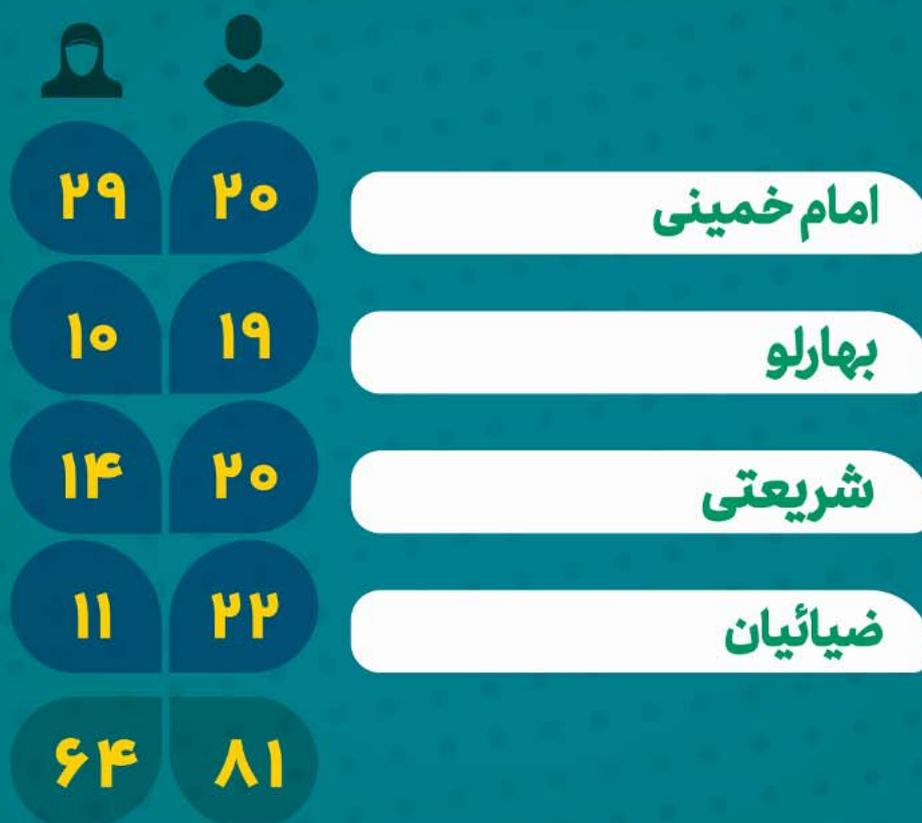 امام خمینی ۲۰ ۲۹
بهارلو ۱۹ ۱۰
شریعتی ۲۰ ۱۴
ضیائیان ۲۲ ۱۱
۸۱ ۶۴